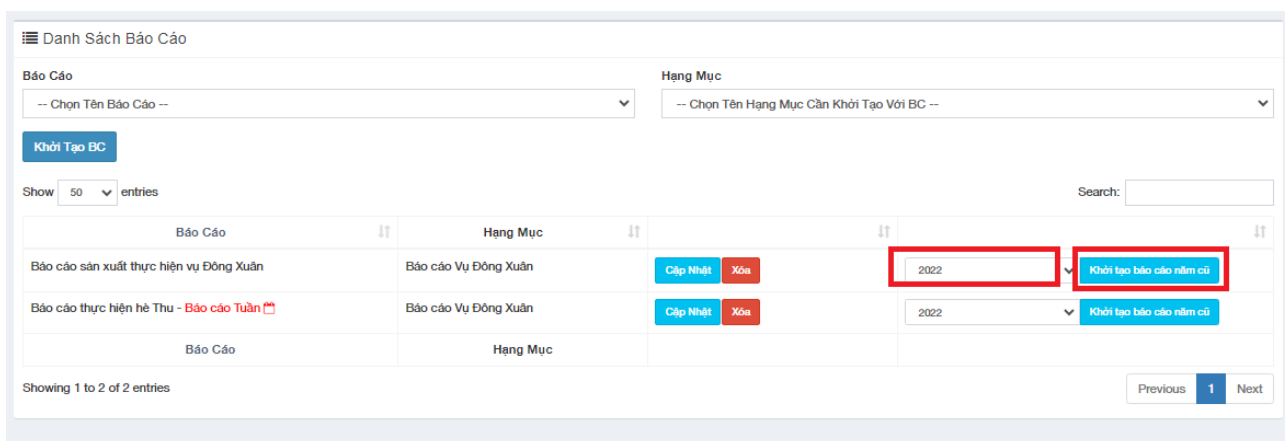 Danh Sách Báo Cáo
Báo Cáo Hạng Mục
-- Chọn Tên Báo Cáo -- -- Chọn Tên Hạng Mục Cần Khởi Tạo Với BC --
Khởi Tạo BC
Show 50 entries Search:
Báo Cáo Hạng Mục
Báo cáo sản xuất thực hiện vụ Đông Xuân Báo cáo Vụ Đông Xuân Cập Nhật Xóa 2022 Khởi tạo báo cáo năm cũ
Báo cáo thực hiện hè Thu - Báo cáo Tuần Báo cáo Vụ Đông Xuân Cập Nhật Xóa 2022 Khởi tạo báo cáo năm cũ
Báo Cáo Hạng Mục
Showing 1 to 2 of 2 entries Previous 1 Next